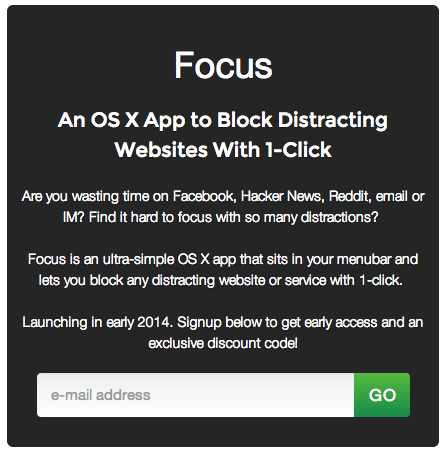 Focus
An OS X App to Block Distracting
Websites With 1-Click
Are you wasting time on Facebook, Hacker News, Reddit, email or
IM? Find it hard to focus with so many distractions?
Focus is an ultra-simple OS X app that sits in your menubar and
lets you block any distracting website or service with 1-click.
Launching in early 2014. Signup below to get early access and an
exclusive discount code!
e-mail address GO